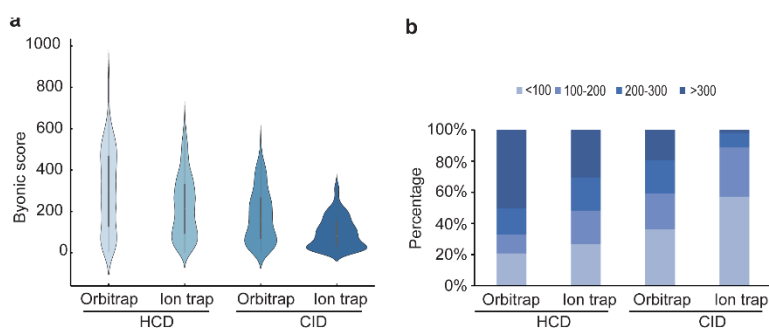 a
1000
800
600
400
200
0
Byonic score
Orbitrap Ion trap Orbitrap Ion trap
HCD CID
b
<100 100-200 200-300 >300
100%
80%
60%
40%
20%
0%
Percentage
Orbitrap Ion trap Orbitrap Ion trap
HCD CID